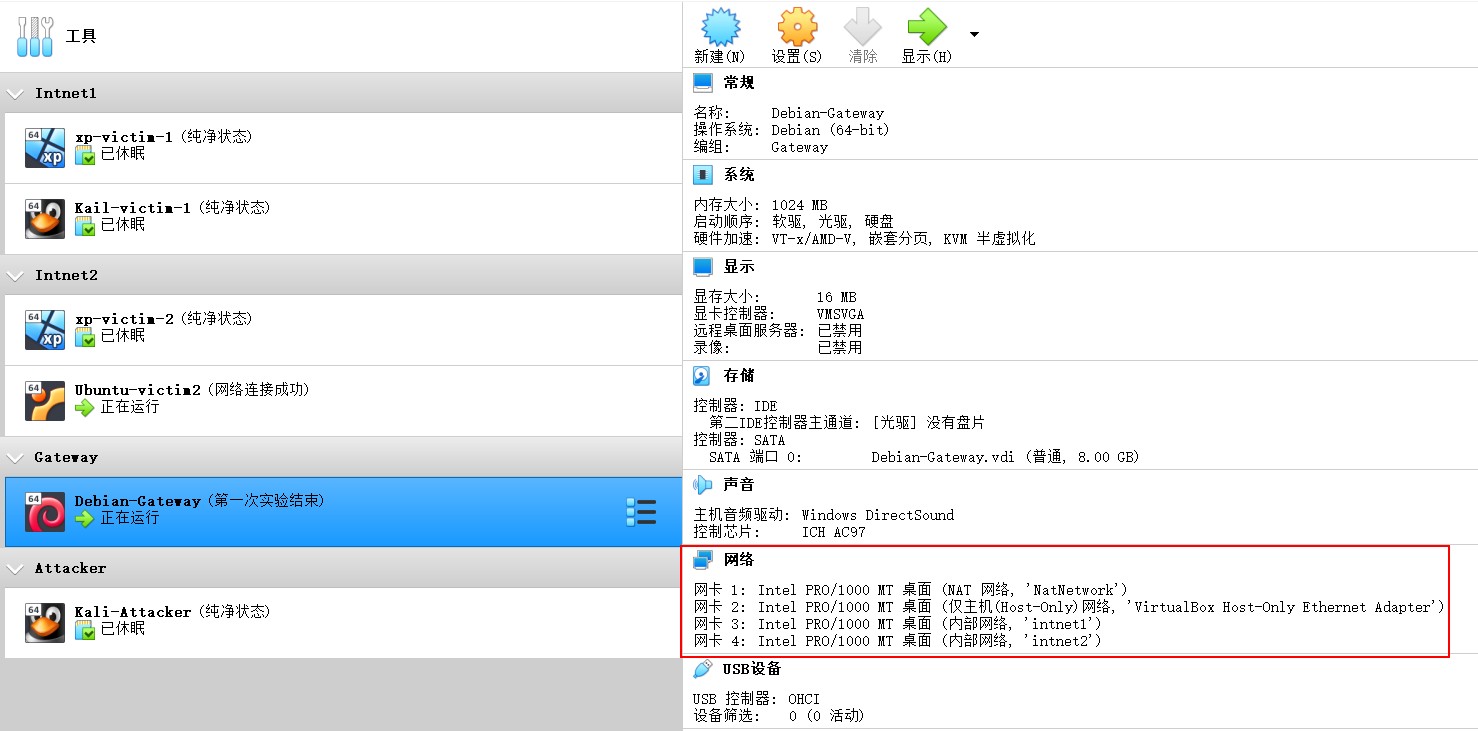 工具
Intnet1
64
xp
xp-victim-1 (纯净状态)
已休眠
64
Kail-victim-1 (纯净状态)
已休眠
Intnet2
64
xp
xp-victim-2 (纯净状态)
已休眠
64
Ubuntu-victim2 (网络连接成功)
正在运行
Gateway
64
Debian-Gateway (第一次实验结束)
正在运行
Attacker
64
Kali-Attacker (纯净状态)
已休眠
新建(N) 设置(S) 清除 显示(H)
常规
名称: Debian-Gateway
操作系统: Debian (64-bit)
编组: Gateway
系统
内存大小: 1024 MB
启动顺序: 软驱, 光驱, 硬盘
硬件加速: VT-x/AMD-V, 嵌套分页, KVM 半虚拟化
显示
显存大小: 16 MB
显卡控制器: VMSVGA
远程桌面服务器: 已禁用
录像: 已禁用
存储
控制器: IDE
第二IDE控制器主通道: [光驱] 没有盘片
控制器: SATA
SATA 端口 0: Debian-Gateway.vdi (普通, 8.00 GB)
声音
主机音频驱动: Windows DirectSound
控制芯片: ICH AC97
网络
网卡 1: Intel PRO/1000 MT 桌面 (NAT 网络, 'NatNetwork')
网卡 2: Intel PRO/1000 MT 桌面 (仅主机(Host-Only)网络, 'VirtualBox Host-Only Ethernet Adapter')
网卡 3: Intel PRO/1000 MT 桌面 (内部网络, 'intnet1')
网卡 4: Intel PRO/1000 MT 桌面 (内部网络, 'intnet2')
USB设备
USB 控制器: OHCI
设备筛选: 0 (0 活动)